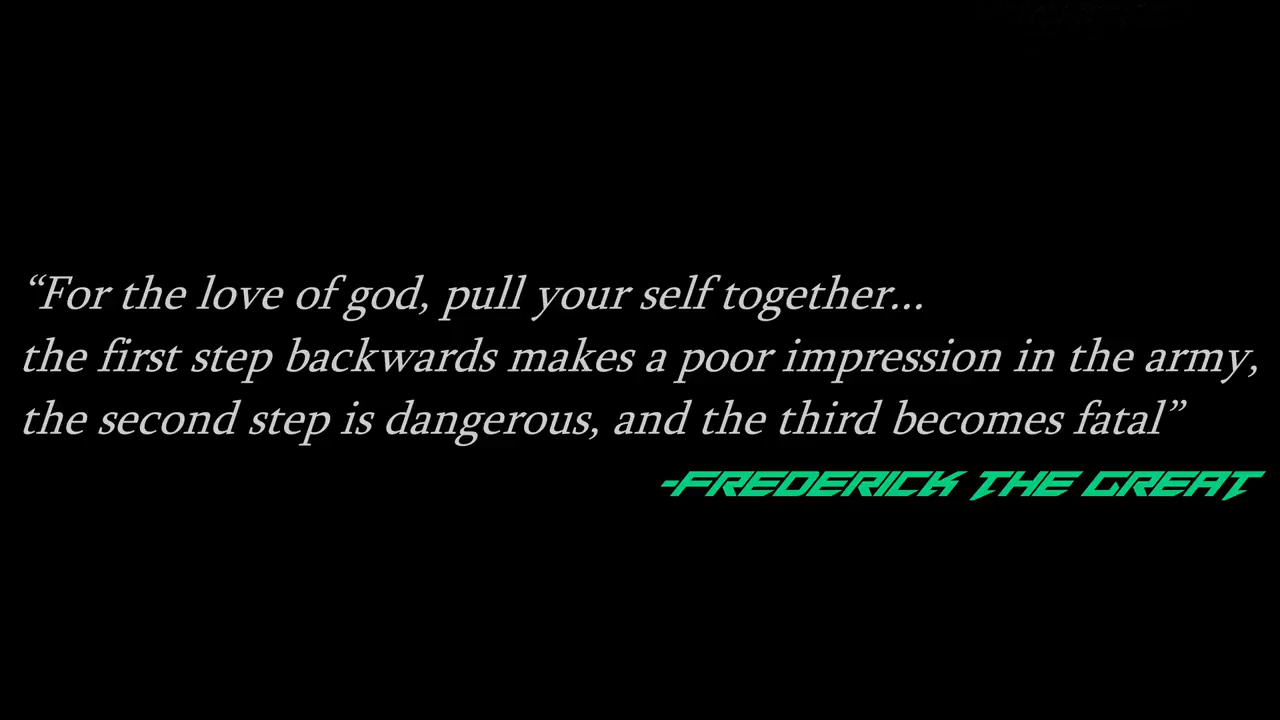 “For the love of god, pull your self together...
the first step backwards makes a poor impression in the army,
the second step is dangerous, and the third becomes fatal”
-FREDERICK THE GREAT